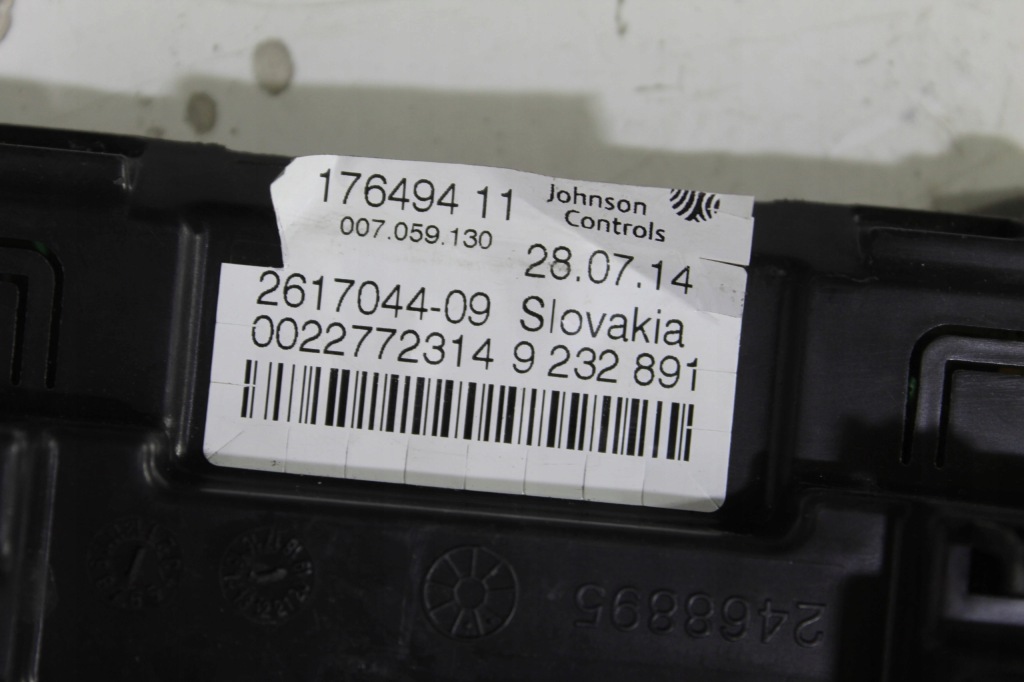 176494 11 Johnson
Controls
007.059.130
28.07.14
2617044-09 Slovakia
0022772314 9 232 891
2468895